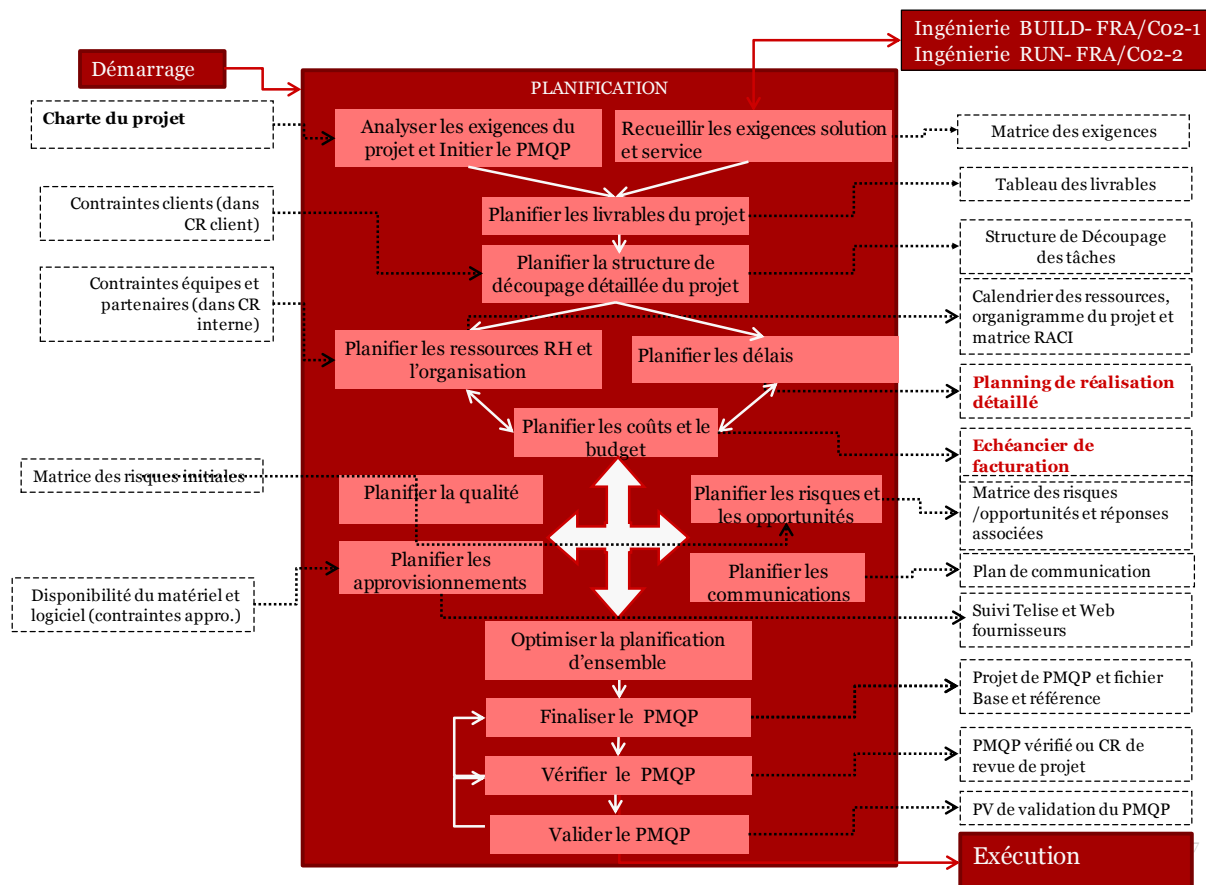 Ingénierie BUILD- FRA/C02-1
Ingénierie RUN- FRA/C02-2
Démarrage
PLANIFICATION
Charte du projet
Analyser les exigences du
projet et Initier le PMQP
Recueillir les exigences solution
et service
Matrice des exigences
Tableau des livrables
Contraintes clients (dans
CR client)
Planifier les livrables du projet
Structure de Découpage
des tâches
Planifier la structure de
découpage détaillée du projet
Contraintes équipes et
partenaires (dans CR
interne)
Calendrier des ressources,
organigramme du projet et
matrice RACI
Planifier les ressources RH et
l’organisation
Planifier les délais
Planning de réalisation
détaillé
Planifier les coûts et le
budget
Echéancier de
facturation
Matrice des risques initiales
Planifier la qualité
Planifier les risques et
les opportunités
Matrice des risques
/opportunités et réponses
associées
Planifier les
approvisionnements
Planifier les
communications
Plan de communication
Disponibilité du matériel et
logiciel (contraintes appro.)
Suivi Telise et Web
fournisseurs
Optimiser la planification
d’ensemble
Projet de PMQP et fichier
Base et référence
Finaliser le PMQP
PMQP vérifié ou CR de
revue de projet
Vérifier le PMQP
PV de validation du PMQP
Valider le PMQP
Exécution
7